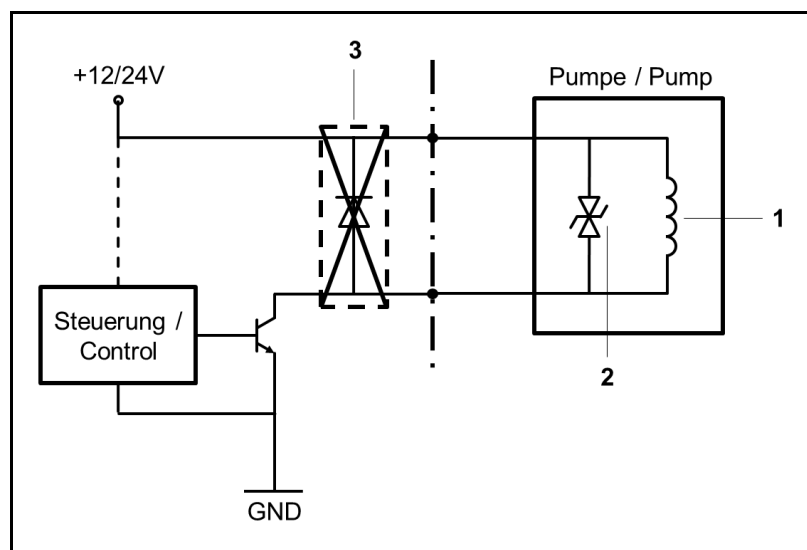 3
+12/24V
Pumpe / Pump
1
Steuerung /
Control
2
GND